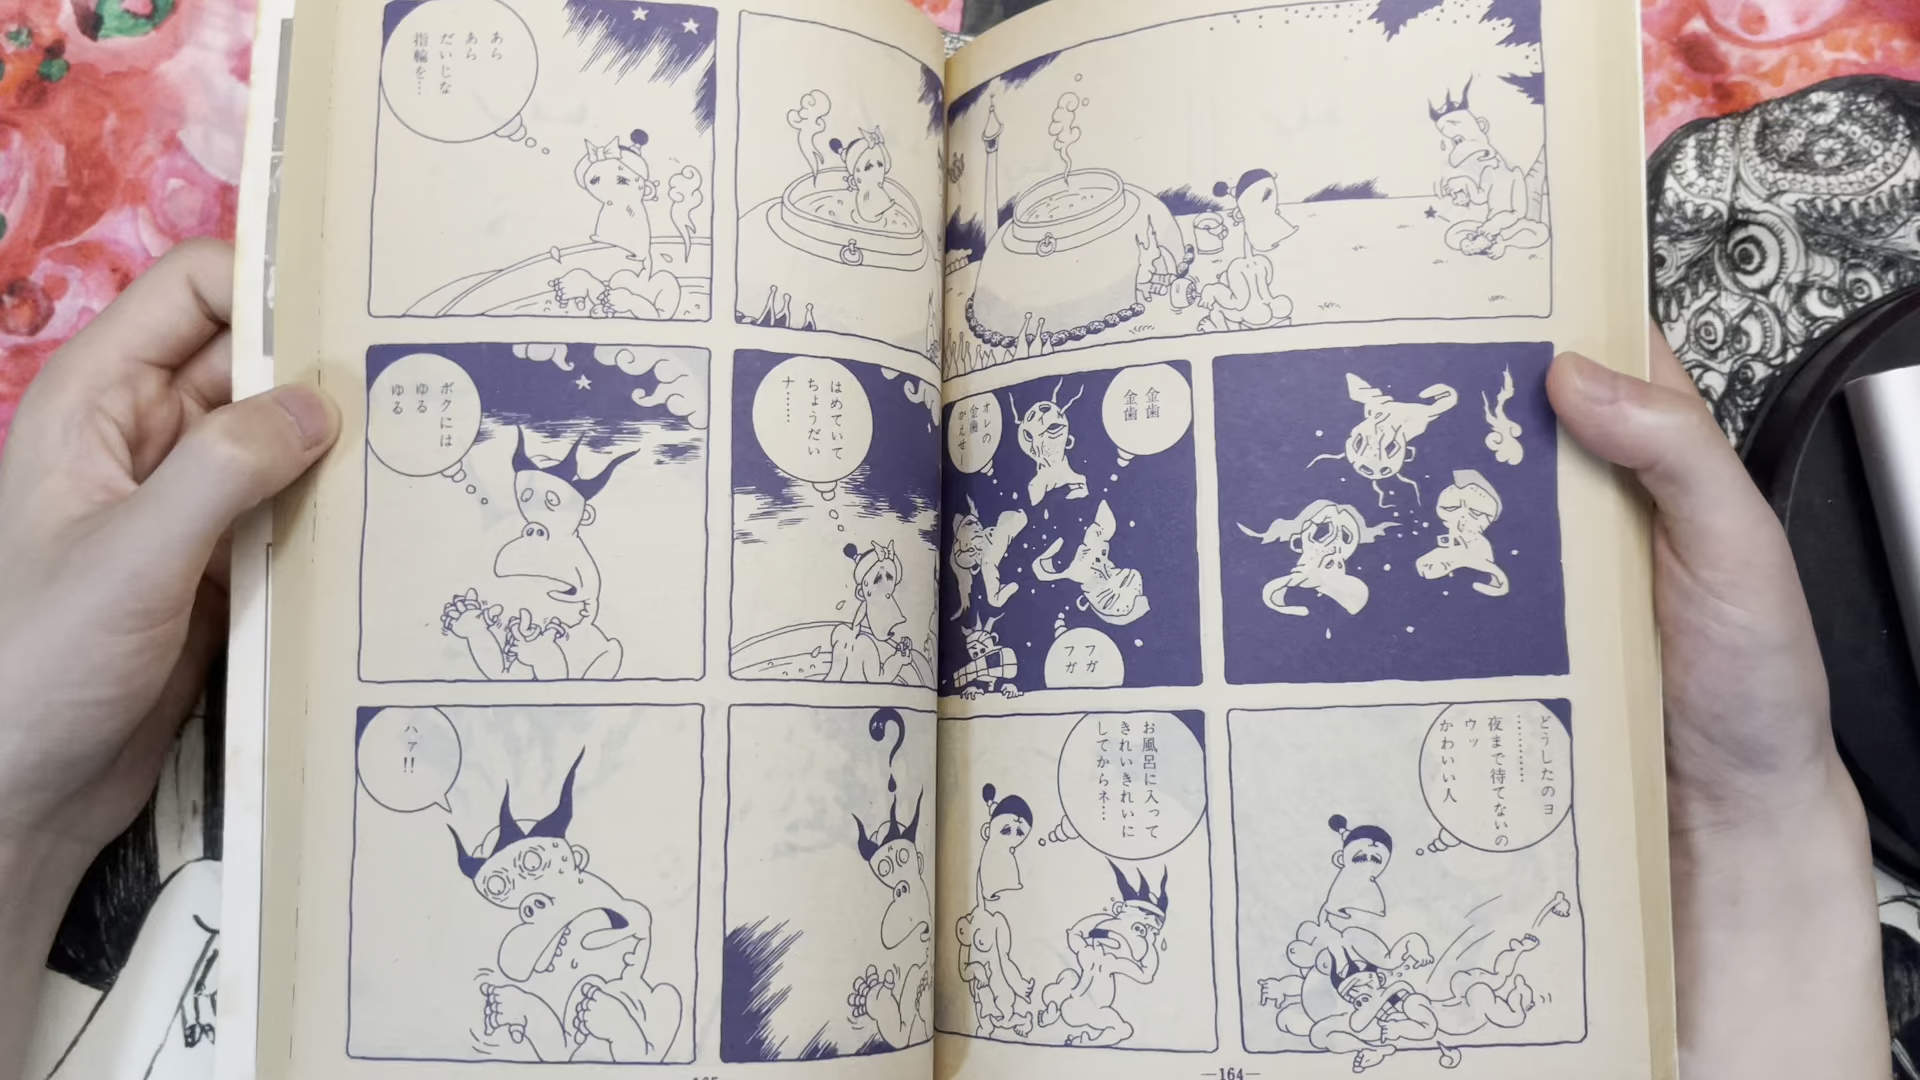 金歯
金歯
オレの
金歯
かえせー
フガ
フガ
どうしたのヨ
…………
夜まで待てないの
ウッ
かわいい人
お風呂に入って
きれいきれいに
してからネ…
—164—
あら
あら
だいじな
指輪を…
はめていて
ちょうだい
ナ……
ボクには
ゆる
ゆる
?
ハァ!!
165